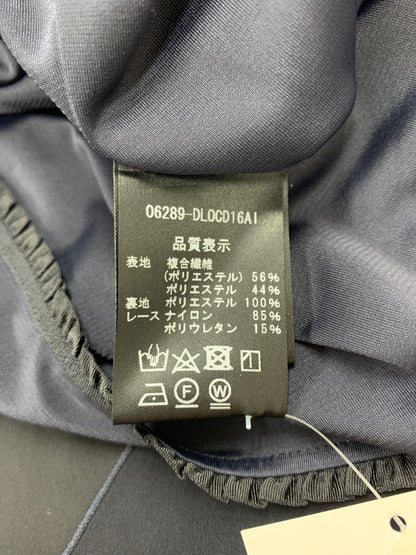 06289-DLOCD16AI
品質表示
表地 複合繊維
(ポリエステル) 56%
ポリエステル 44%
裏地 ポリエステル 100%
レース ナイロン 85%
ポリウレタン 15%
F W